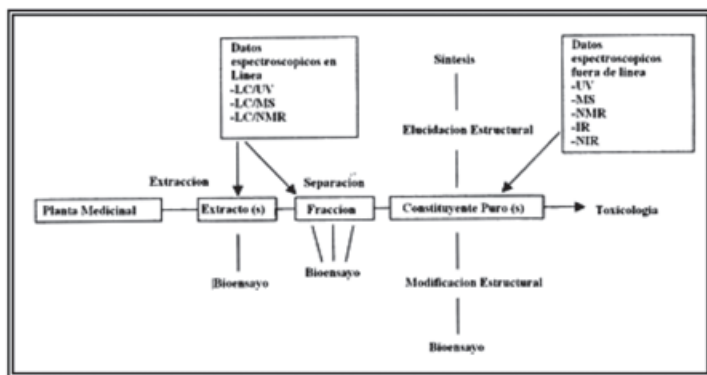 Datos
espectroscopicos en
Linea
-LC/UV
-LC/MS
-LC/NMR
Síntesis
Datos
espectroscopicos
fuera de linea
-UV
-MS
-NMR
-IR
-NIR
Elucidacion Estructural
Extraccion
Separacion
Planta Medicinal
Extracto (s)
Fraccion
Constituyente Puro (s)
Toxicologia
Bioensayo
Bioensayo
Modificacion Estructural
Bioensayo